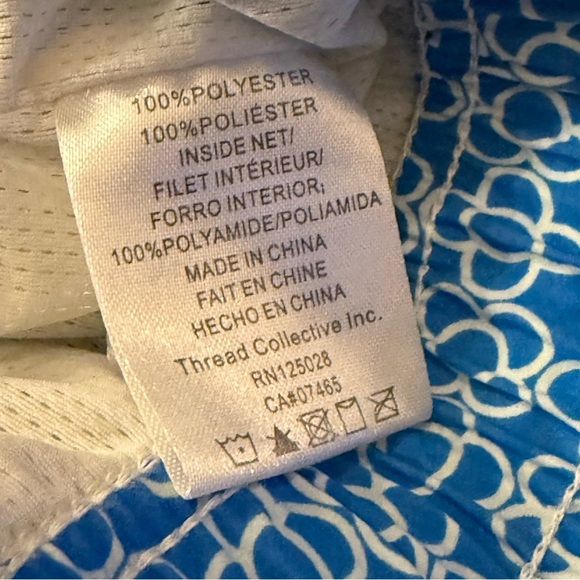 100%POLYESTER
100%POLIÉSTER
INSIDE NET/
FILET INTÉRIEUR/
FORRO INTERIOR;
100%POLYAMIDE/POLIAMIDA
MADE IN CHINA
FAIT EN CHINE
HECHO EN CHINA
Thread Collective Inc.
RN125028
CA#07465